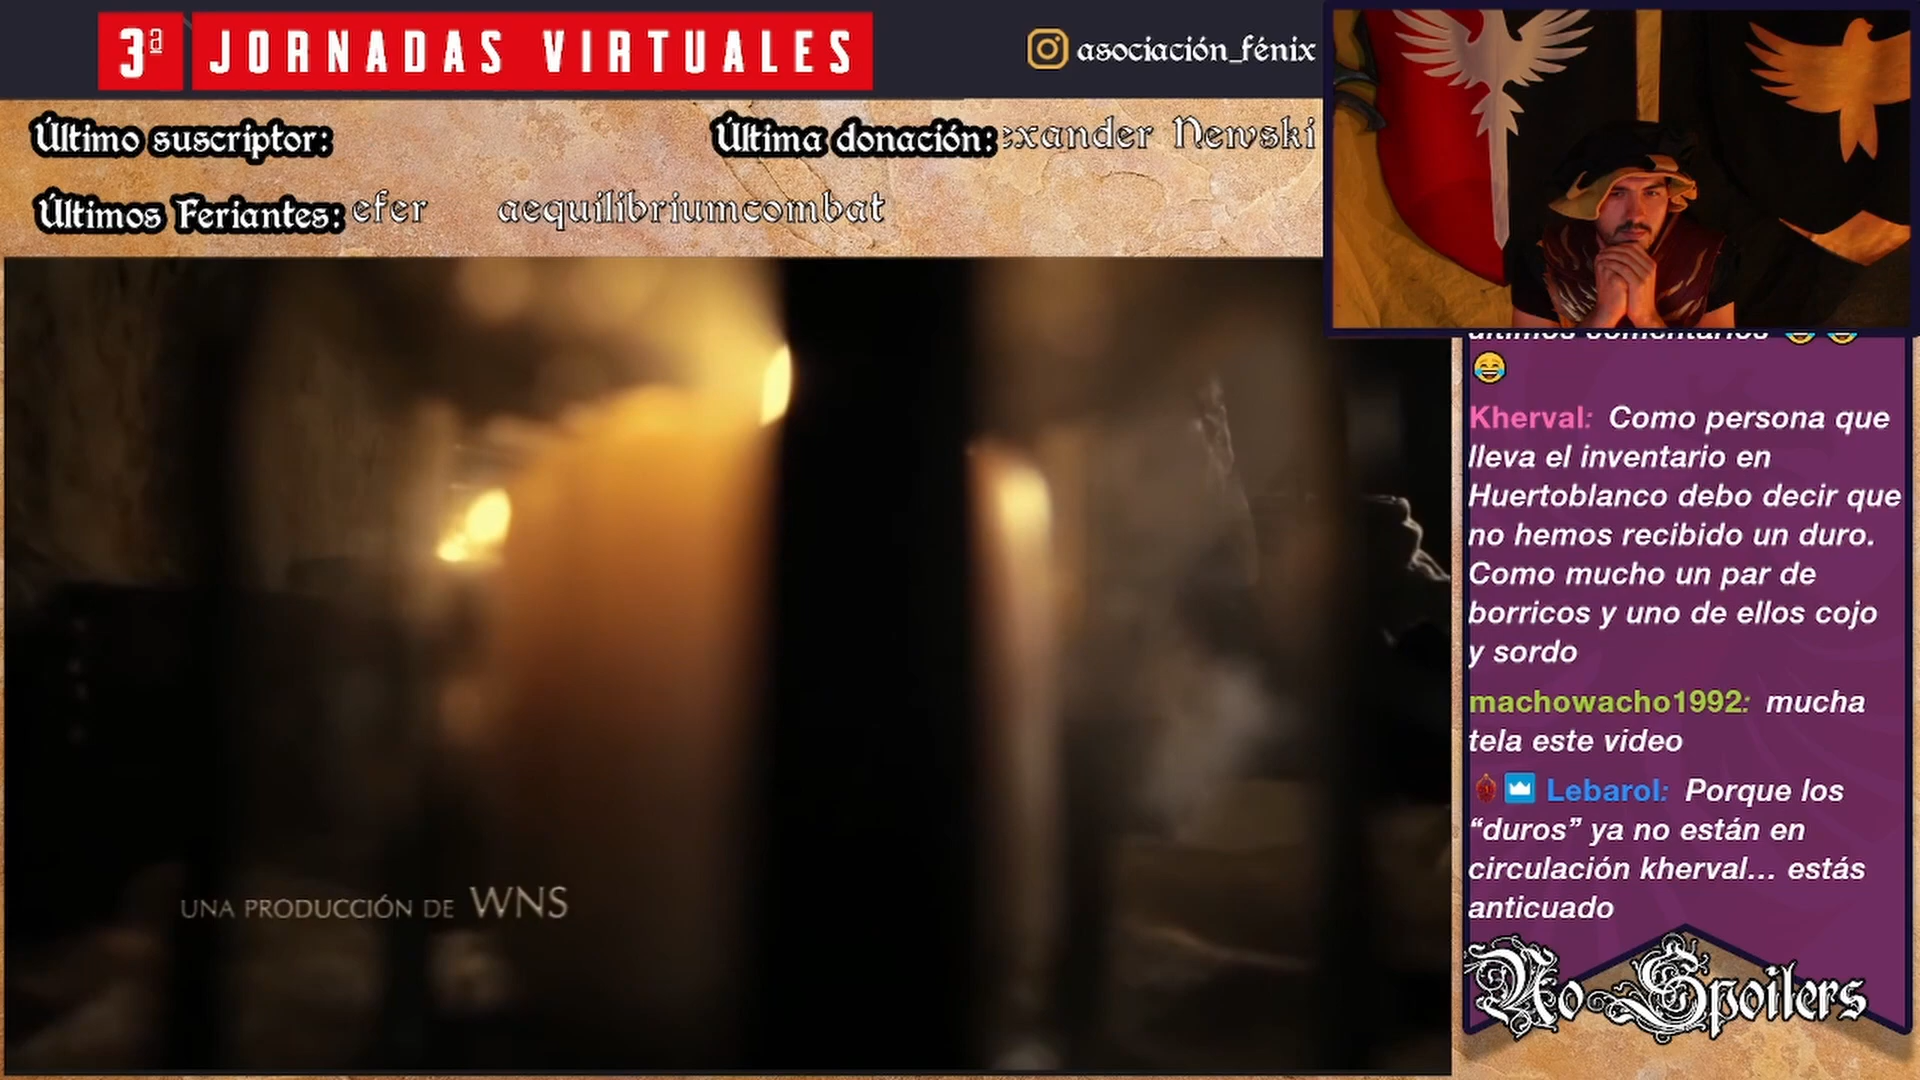 3ª JORNADAS VIRTUALES
asociación_fénix
Último suscriptor:
Última donación: exander Newski
Últimos Feriantes: efer aequilibriumcombat
últimos comentarios
Kherval: Como persona que
lleva el inventario en
Huertoblanco debo decir que
no hemos recibido un duro.
Como mucho un par de
borricos y uno de ellos cojo
y sordo
machowacho1992: mucha
tela este video
Lebarol: Porque los
“duros” ya no están en
circulación kherval... estás
anticuado
No Spoilers
UNA PRODUCCIÓN DE WNS